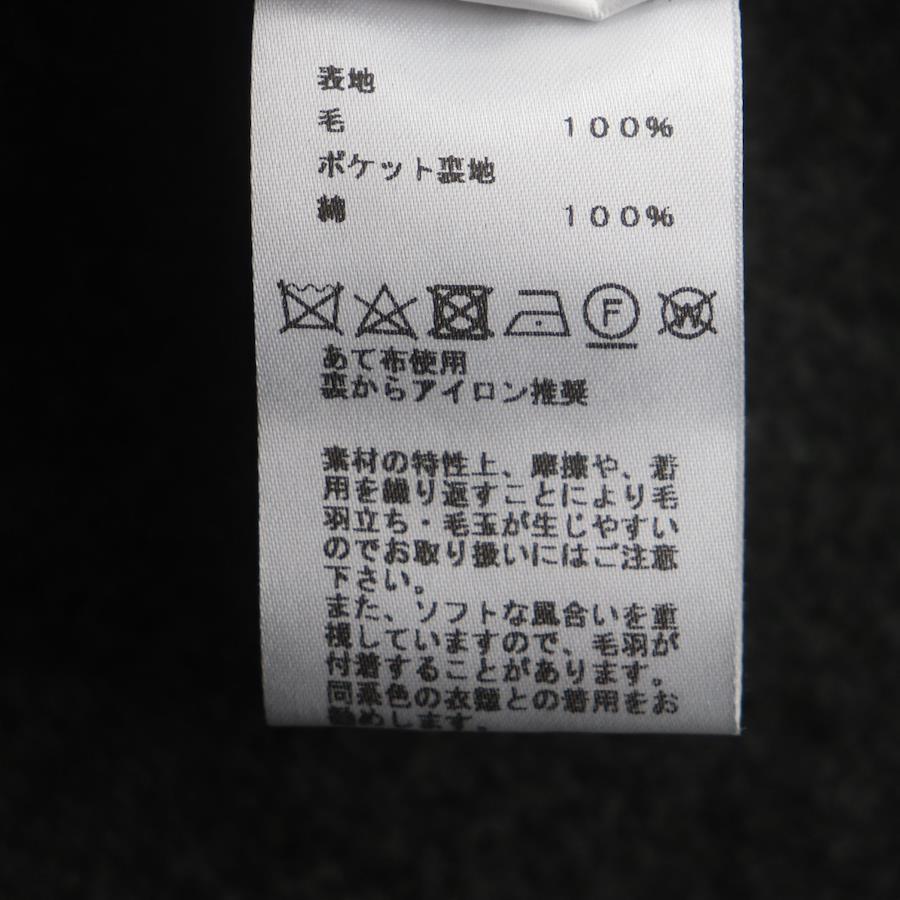 表地
毛 100%
ポケット裏地
綿 100%
F W
あて布使用
裏からアイロン推奨
素材の特性上、摩擦や、着
用を繰り返すことにより毛
羽立ち・毛玉が生じやすい
のでお取り扱いにはご注意
下さい。
また、ソフトな風合いを重
視していますので、毛羽が
付着することがあります。
同系色の衣類との着用をお
勧めします。